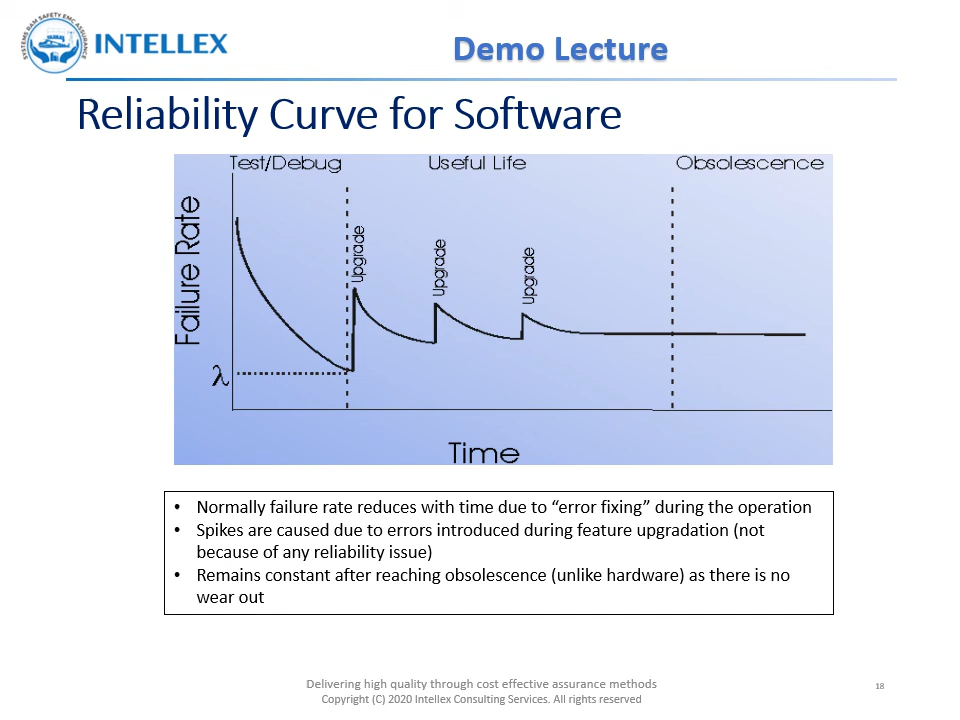 SYSTEMS RAM SAFETY EMC ASSURANCE
INTELLEX
Demo Lecture
Reliability Curve for Software
Test/Debug
Useful Life
Obsolescence
Failure Rate
Upgrade
Upgrade
Upgrade
λ
Time
• Normally failure rate reduces with time due to “error fixing” during the operation
• Spikes are caused due to errors introduced during feature upgradation (not
because of any reliability issue)
• Remains constant after reaching obsolescence (unlike hardware) as there is no
wear out
Delivering high quality through cost effective assurance methods
Copyright (C) 2020 Intellex Consulting Services. All rights reserved
18